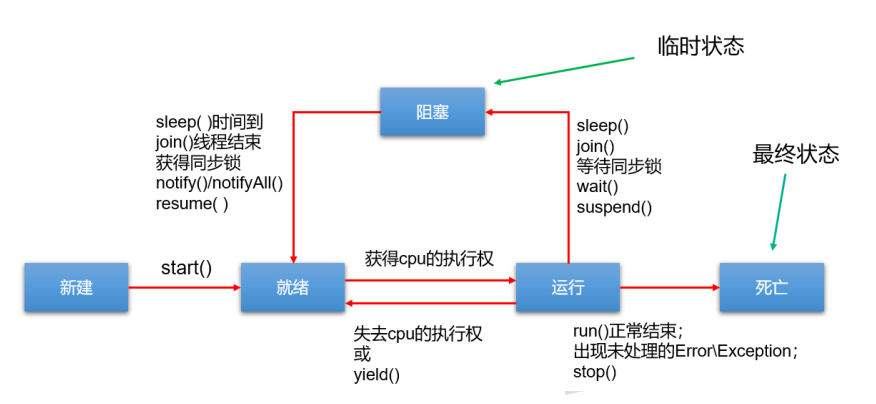 临时状态
阻塞
sleep( )时间到
join()线程结束
获得同步锁
notify()/notifyAll()
resume( )
sleep()
join()
等待同步锁
wait()
suspend()
最终状态
新建
start()
就绪
获得cpu的执行权
运行
死亡
失去cpu的执行权
或
yield()
run()正常结束；
出现未处理的Error\Exception；
stop()